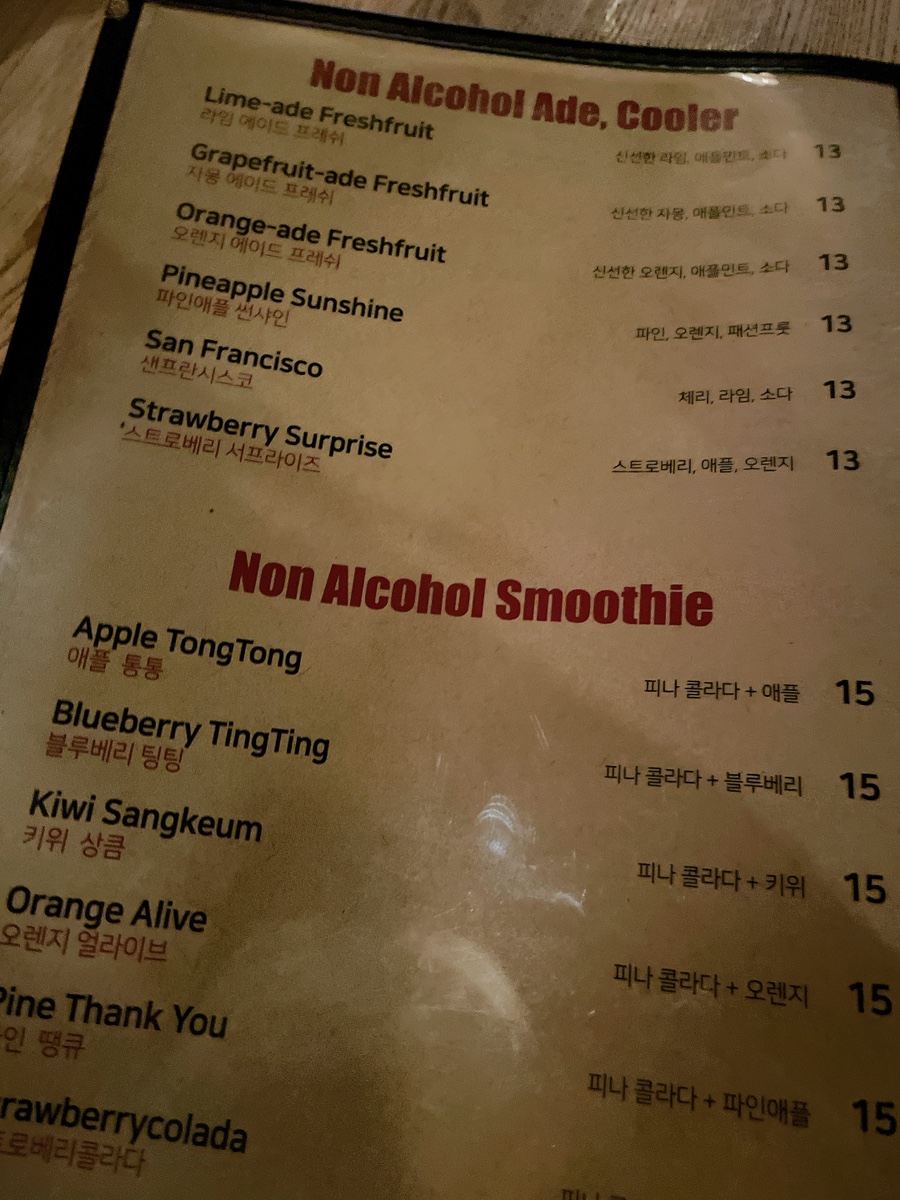 Non Alcohol Ade, Cooler
Lime-ade Freshfruit
라임 에이드 프레쉬
신선한 라임, 애플민트, 소다 13
Grapefruit-ade Freshfruit
자몽 에이드 프레쉬
신선한 자몽, 애플민트, 소다 13
Orange-ade Freshfruit
오렌지 에이드 프레쉬
신선한 오렌지, 애플민트, 소다 13
Pineapple Sunshine
파인애플 썬샤인
파인, 오렌지, 패션프룻 13
San Francisco
샌프란시스코
체리, 라임, 소다 13
Strawberry Surprise
스트로베리 서프라이즈
스트로베리, 애플, 오렌지 13
Non Alcohol Smoothie
Apple TongTong
애플 통통
피나 콜라다 + 애플 15
Blueberry TingTing
블루베리 팅팅
피나 콜라다 + 블루베리 15
Kiwi Sangkeum
키위 상큼
피나 콜라다 + 키위 15
Orange Alive
오렌지 얼라이브
피나 콜라다 + 오렌지 15
Pine Thank You
인 땡큐
피나 콜라다 + 파인애플 15
rawberrycolada
트로베리콜라다
피나